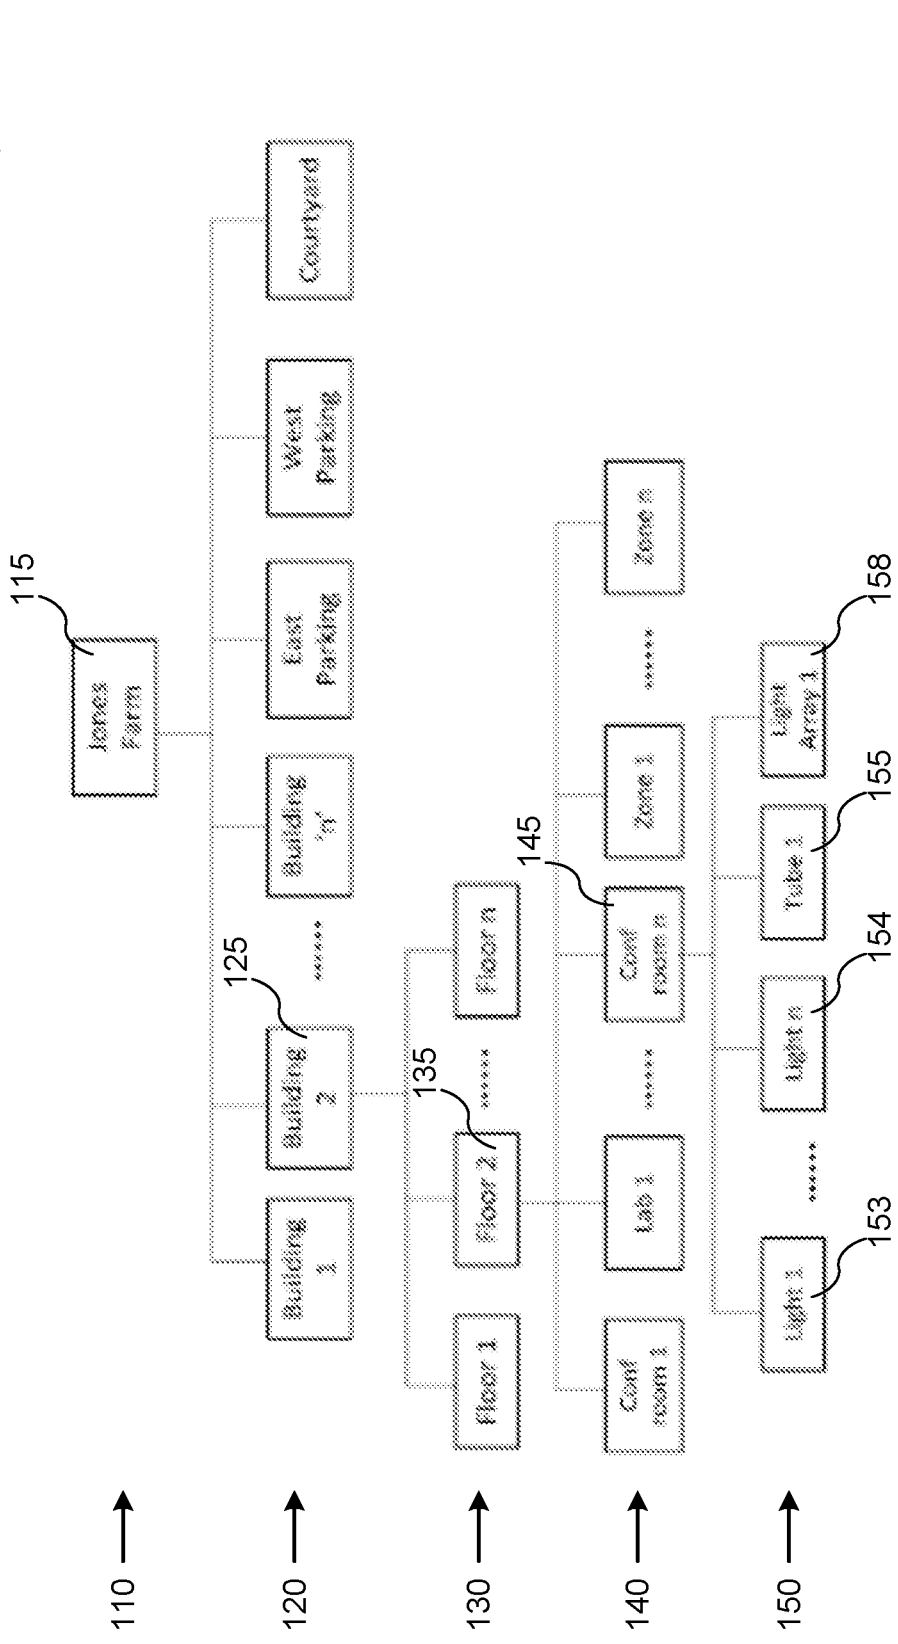 115
110
Jones
Farm
120
Building
1
125
Building
2
......
Building
'n'
East
Parking
West
Parking
Courtyard
130
Floor 1
135
Floor 2
......
Floor n
140
Conf
room 1
Lab 1
......
145
Conf
room n
Zone 1
......
Zone n
150
Light 1
153
......
Light n
154
Tube 1
155
Light
Array 1
158